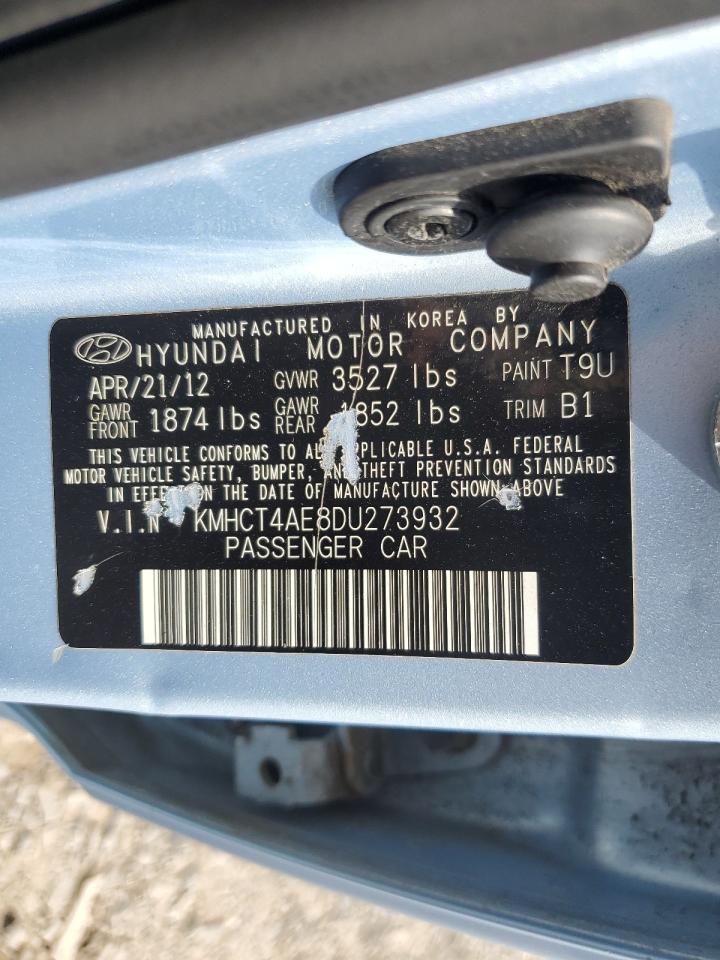 MANUFACTURED IN KOREA BY
HYUNDAI MOTOR COMPANY
APR/21/12 GVWR 3527 lbs PAINT T9U
GAWR FRONT 1874 lbs GAWR REAR 1852 lbs TRIM B1
THIS VEHICLE CONFORMS TO ALL APPLICABLE U.S.A. FEDERAL
MOTOR VEHICLE SAFETY, BUMPER, AND THEFT PREVENTION STANDARDS
IN EFFECT ON THE DATE OF MANUFACTURE SHOWN ABOVE
V.I.N KMHCT4AE8DU273932
PASSENGER CAR